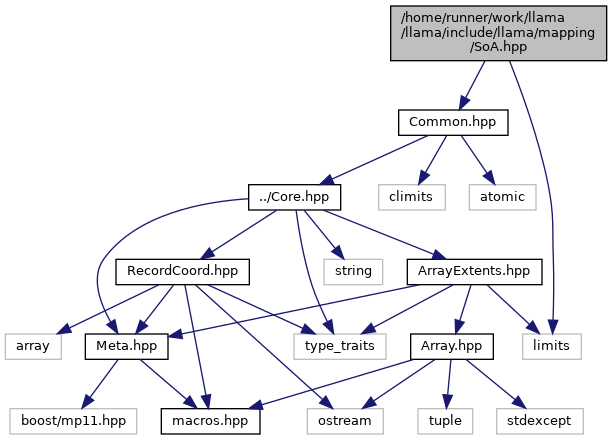 /home/runner/work/llama
/llama/include/llama/mapping
/SoA.hpp
Common.hpp
../Core.hpp
climits
atomic
RecordCoord.hpp
string
ArrayExtents.hpp
array
Meta.hpp
type_traits
Array.hpp
limits
boost/mp11.hpp
macros.hpp
ostream
tuple
stdexcept